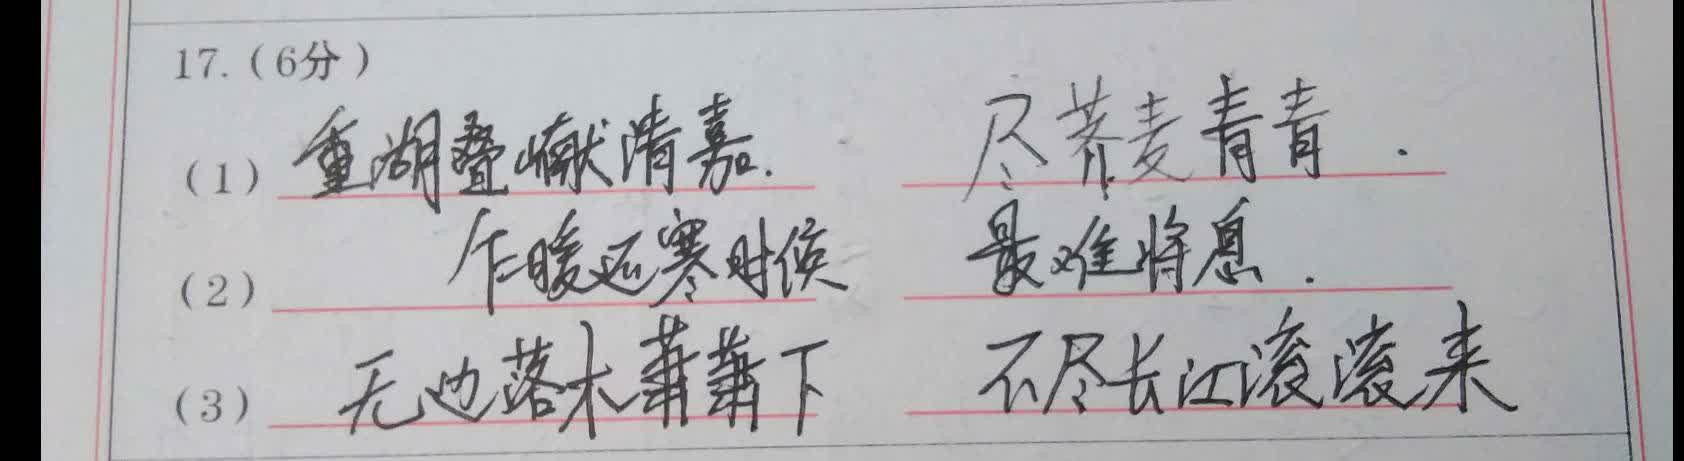 17.(6分)
(1) 重湖叠巘清嘉. 尽荠麦青青.
(2) 乍暖还寒时候 最难将息.
(3) 无边落木萧萧下 不尽长江滚滚来